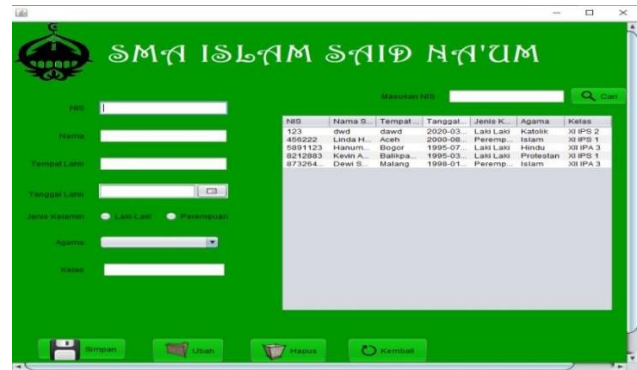 SMA ISLAM SAID NA'UM
Masukan NIS
Cari
NIS
Nama
Tempat Lahir
Tanggal Lahir
Jenis Kelamin
Laki-Laki
Perempuan
Agama
Kelas
NIS Nama S... Tempat ... Tanggal... Jenis K... Agama Kelas
123 dwd dawd 2020-03... Laki Laki Katolik XI IPS 2
456222 Linda H... Aceh 2000-08... Peremp... Islam XI IPS 1
5891123 Hanum... Bogor 1995-07... Laki Laki Hindu XII IPA 3
8212883 Kevin A... Balikpa... 1995-03... Laki Laki Protestan XI IPS 1
873264... Dewi S... Malang 1998-01... Peremp... Islam XII IPA 3
Simpan
Ubah
Hapus
Kembali